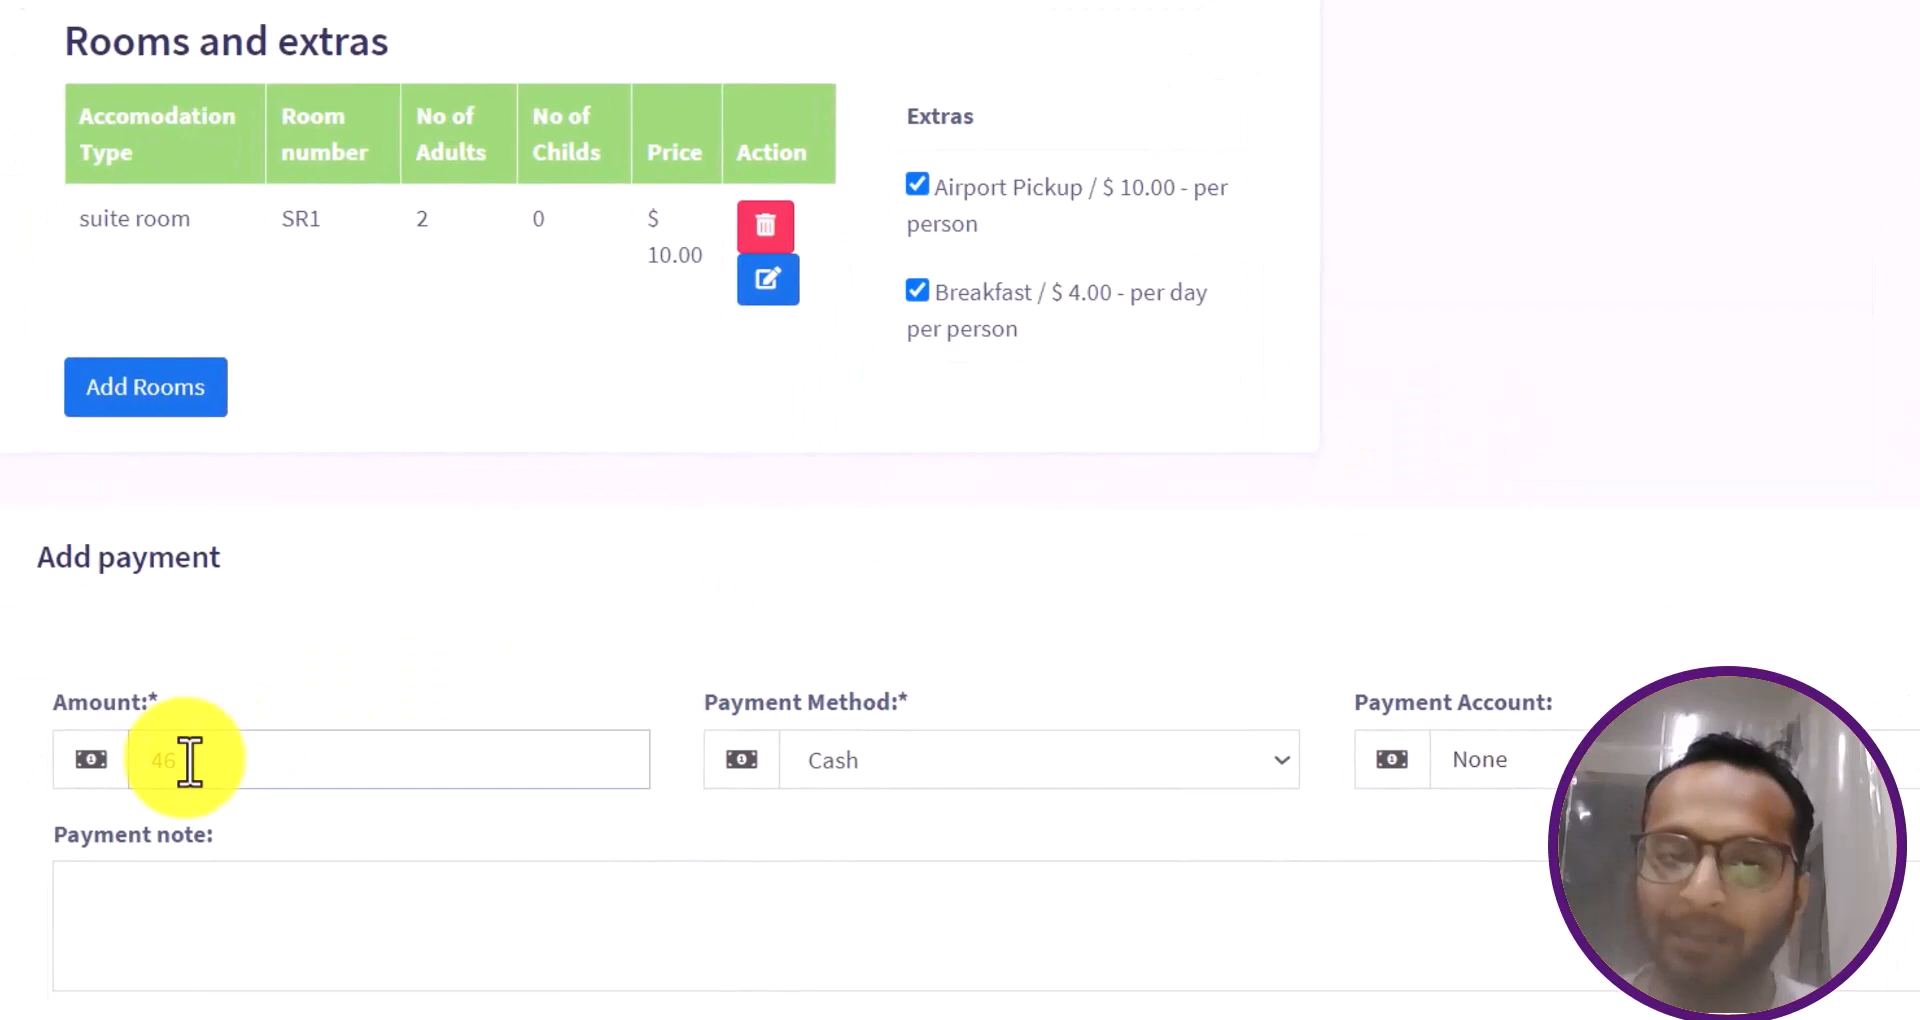 Rooms and extras
Accomodation Type
Room number
No of Adults
No of Childs
Price
Action
suite room
SR1
2
0
$ 10.00
Add Rooms
Extras
Airport Pickup / $ 10.00 - per
person
Breakfast / $ 4.00 - per day
per person
Add payment
Amount:*
46
Payment Method:*
Cash
Payment Account:
None
Payment note: